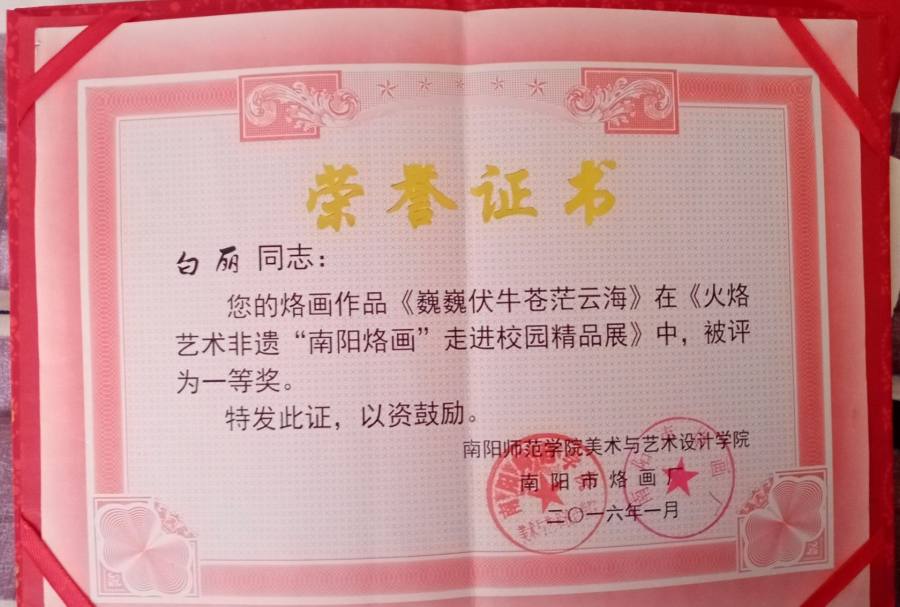 荣誉证书
白丽 同志：
您的烙画作品《巍巍伏牛苍茫云海》在《火烙
艺术非遗“南阳烙画”走进校园精品展》中，被评
为一等奖。
特发此证，以资鼓励。
南阳师范学院美术与艺术设计学院
南阳市烙画厂
二〇一六年一月